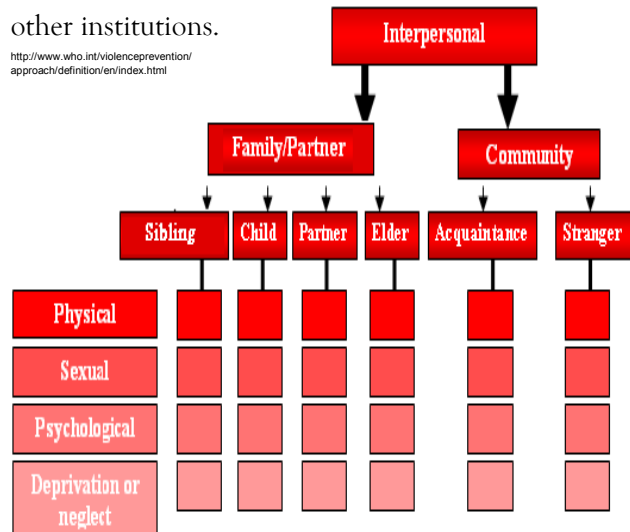 other institutions.
http://www.who.int/violenceprevention/
approach/definition/en/index.html
Interpersonal
Family/Partner
Community
Sibling
Child
Partner
Elder
Acquaintance
Stranger
Physical
Sexual
Psychological
Deprivation or
neglect